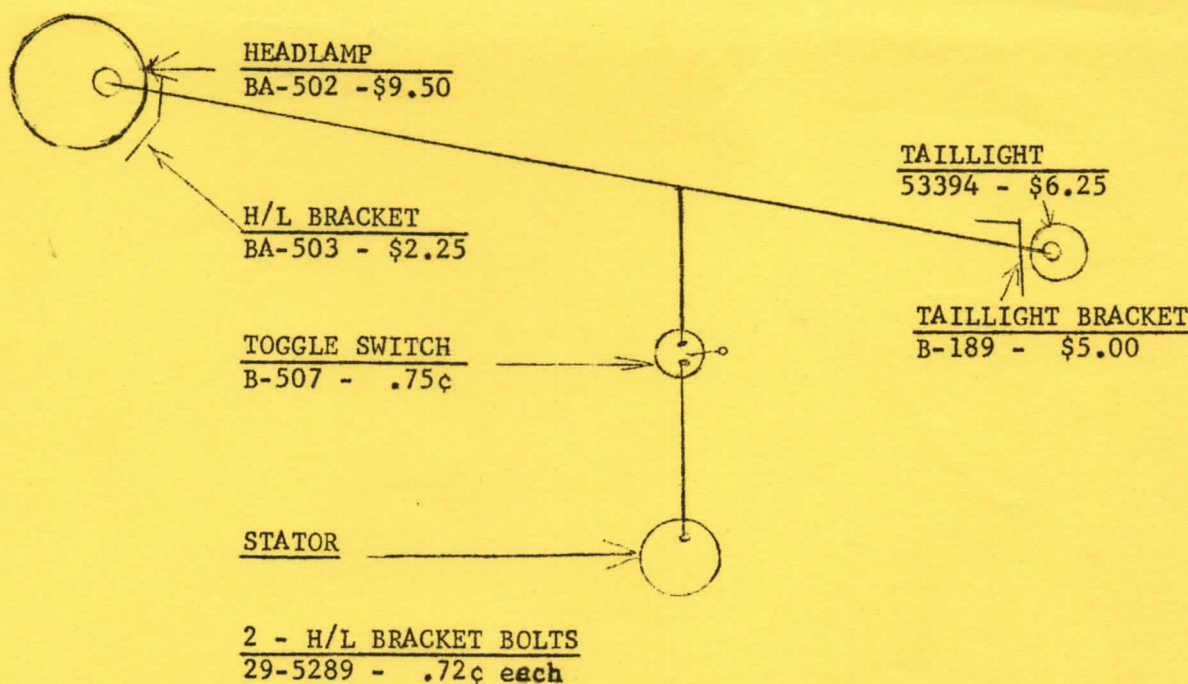 HEADLAMP
BA-502 -$9.50
TAILLIGHT
53394 - $6.25
H/L BRACKET
BA-503 - $2.25
TAILLIGHT BRACKET
B-189 - $5.00
TOGGLE SWITCH
B-507 - .75¢
STATOR
2 - H/L BRACKET BOLTS
29-5289 - .72¢ each